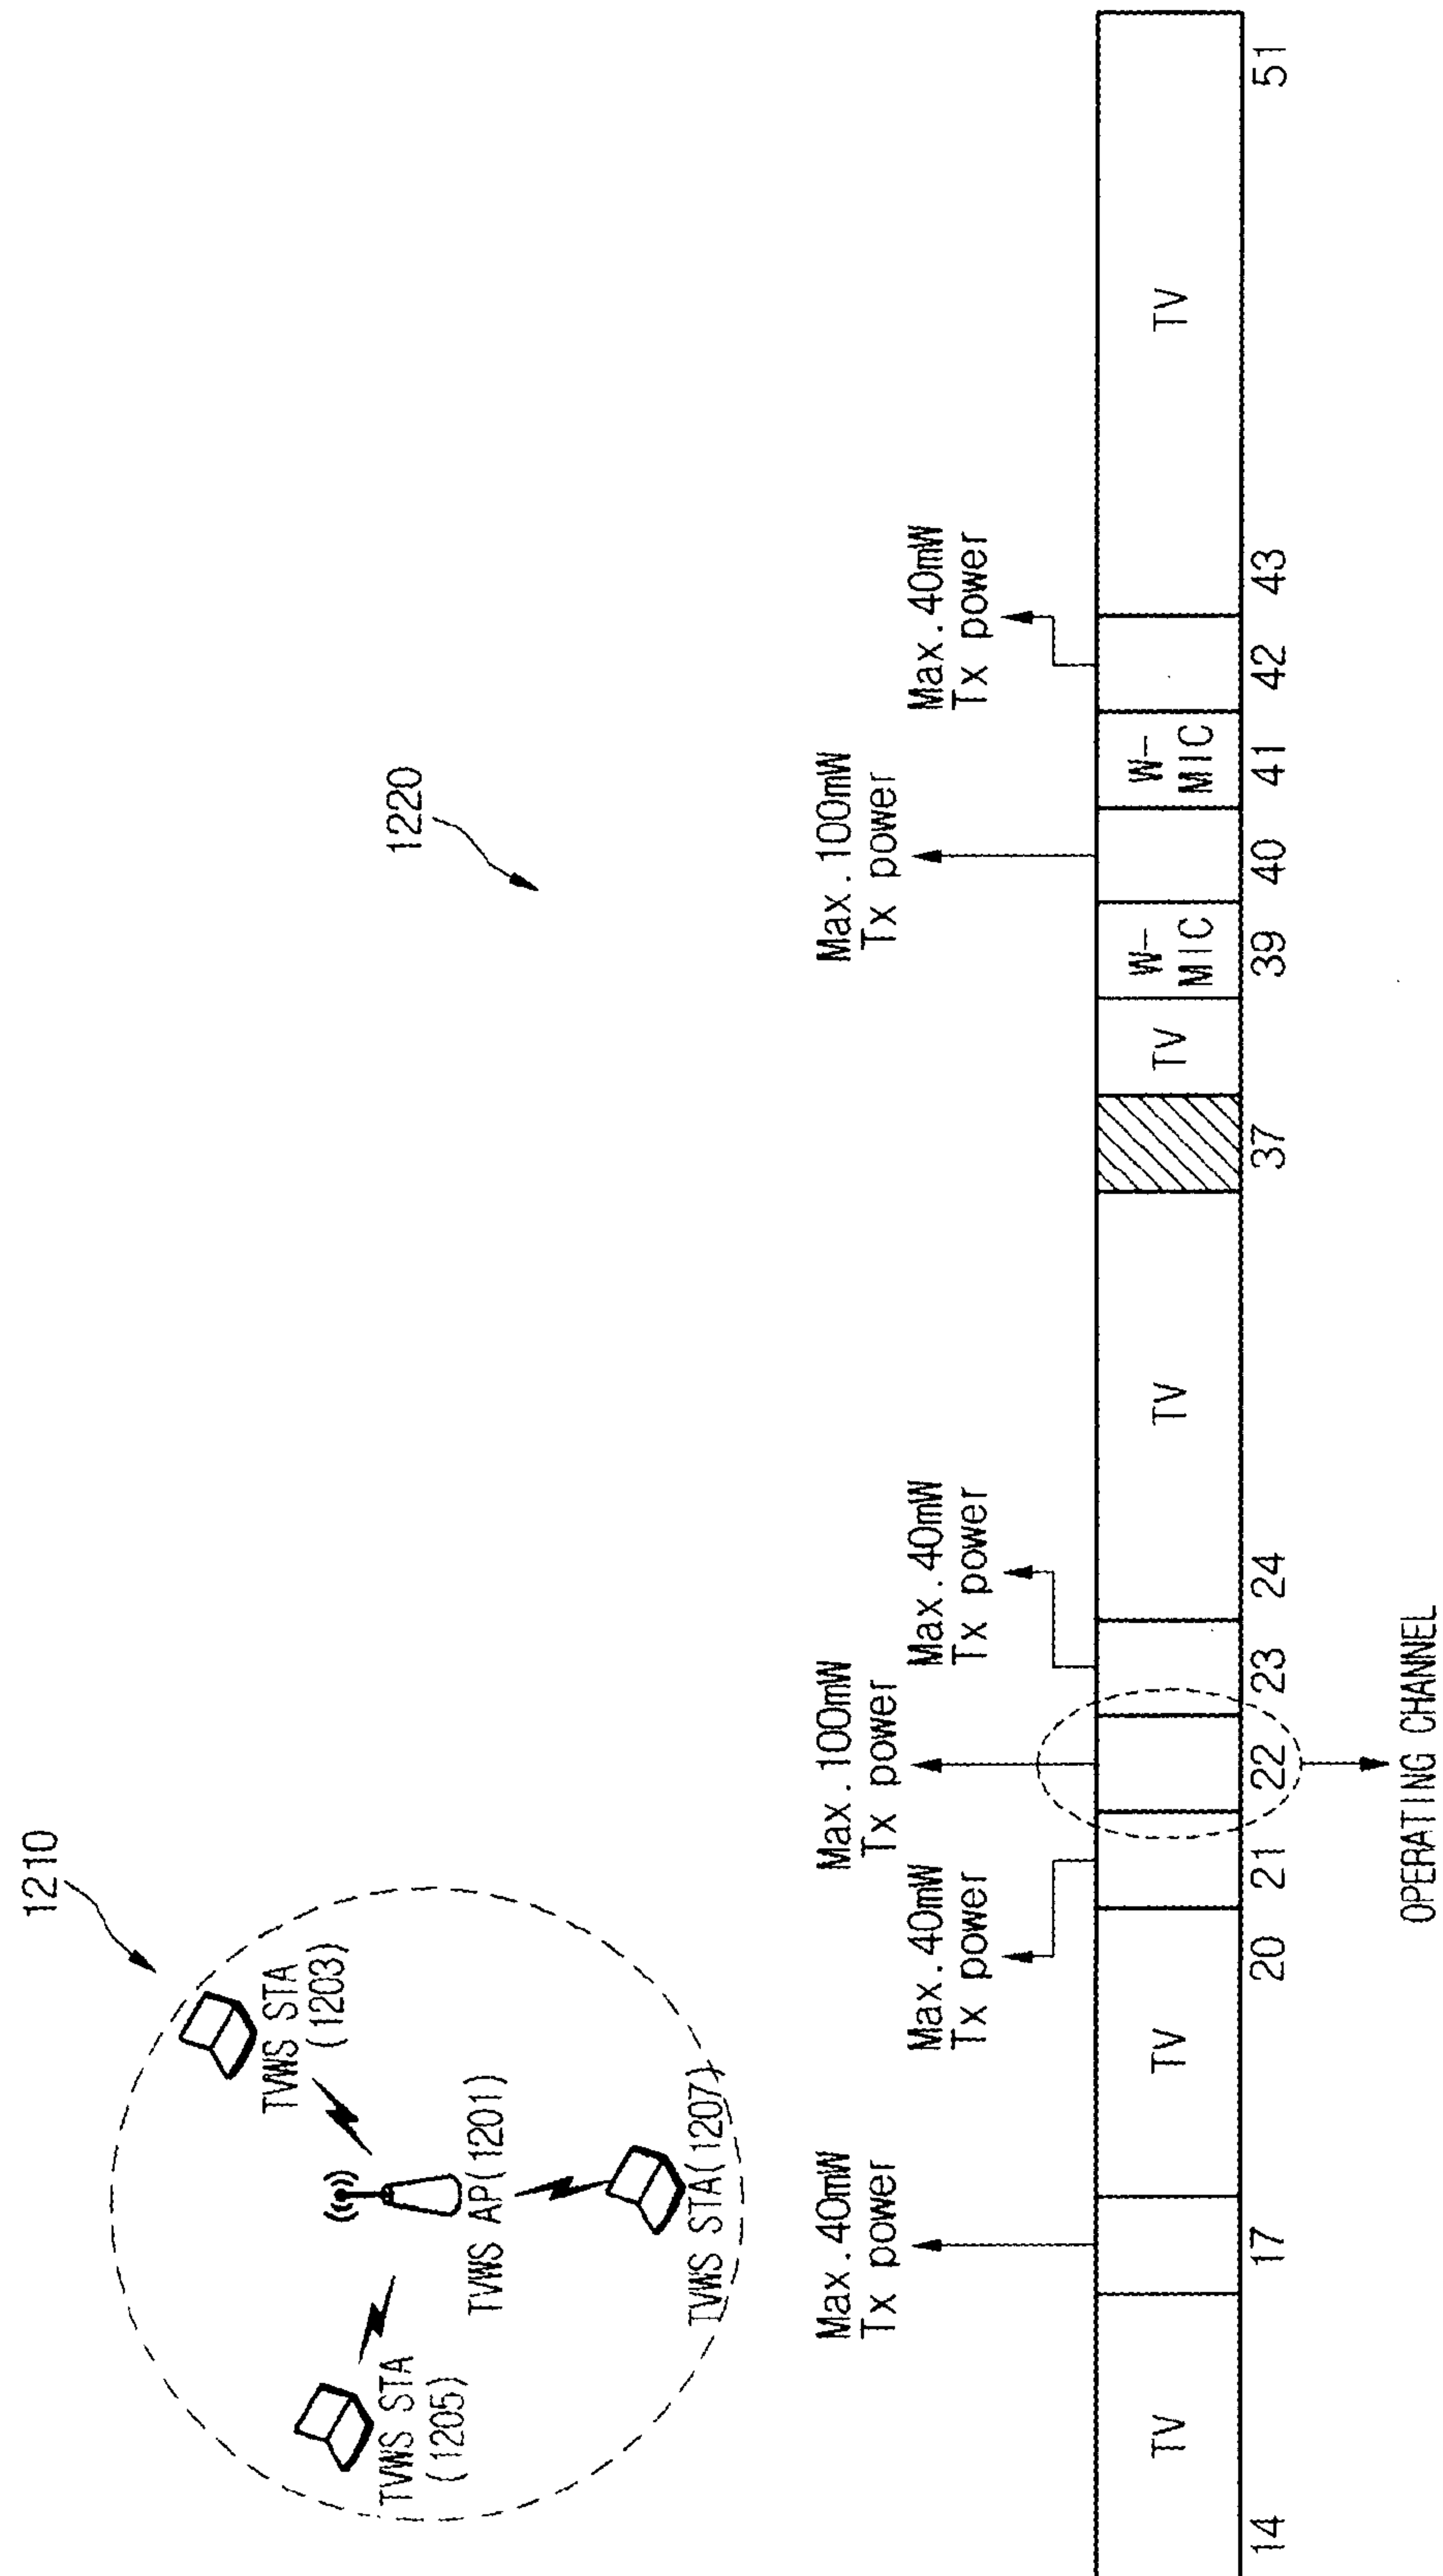 1210
TVWS STA
(1203)
TVWS STA
(1205)
TVWS AP(1201)
TVWS STA(1207)
1220
Max.40mW
Tx power
Max.40mW
Tx power
Max.100mW
Tx power
Max.40mW
Tx power
Max.100mW
Tx power
Max.40mW
Tx power
TV
TV
TV
TV
W-
MIC
W-
MIC
TV
14
17
20
21
22
23
24
37
39
40
41
42
43
51
OPERATING CHANNEL